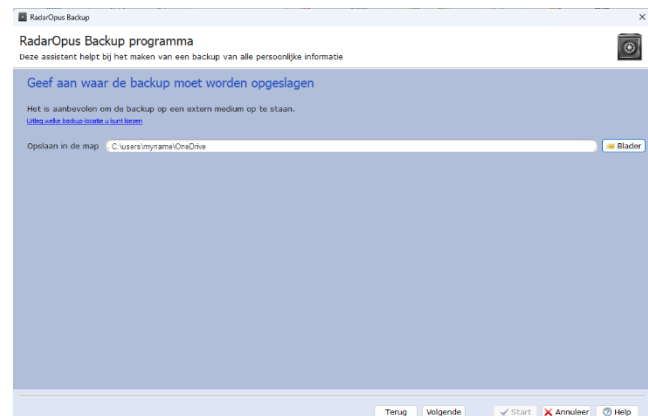 RadarOpus Backup
RadarOpus Backup programma
Deze assistent helpt bij het maken van een backup van alle persoonlijke informatie
Geef aan waar de backup moet worden opgeslagen
Het is aanbevolen om de backup op een extern medium op te staan.
Uitleg welke backup-locatie u kunt kiezen
Opslaan in de map C:\users\myname\OneDrive Blader
Terug Volgende Start Annuleer Help